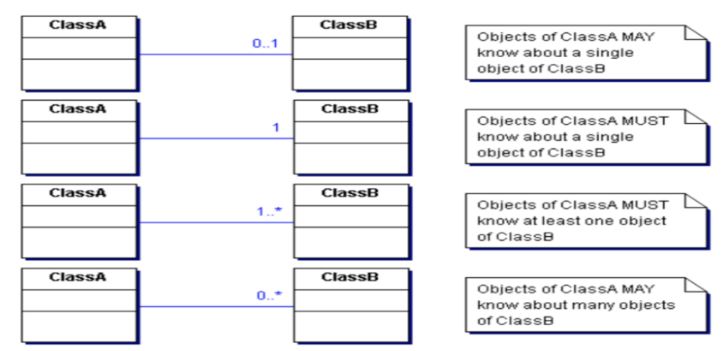 ClassA
0..1
ClassB
Objects of ClassA MAY
know about a single
object of ClassB
ClassA
1
ClassB
Objects of ClassA MUST
know about a single
object of ClassB
ClassA
1..*
ClassB
Objects of ClassA MUST
know at least one object
of ClassB
ClassA
0..*
ClassB
Objects of ClassA MAY
know about many objects
of ClassB